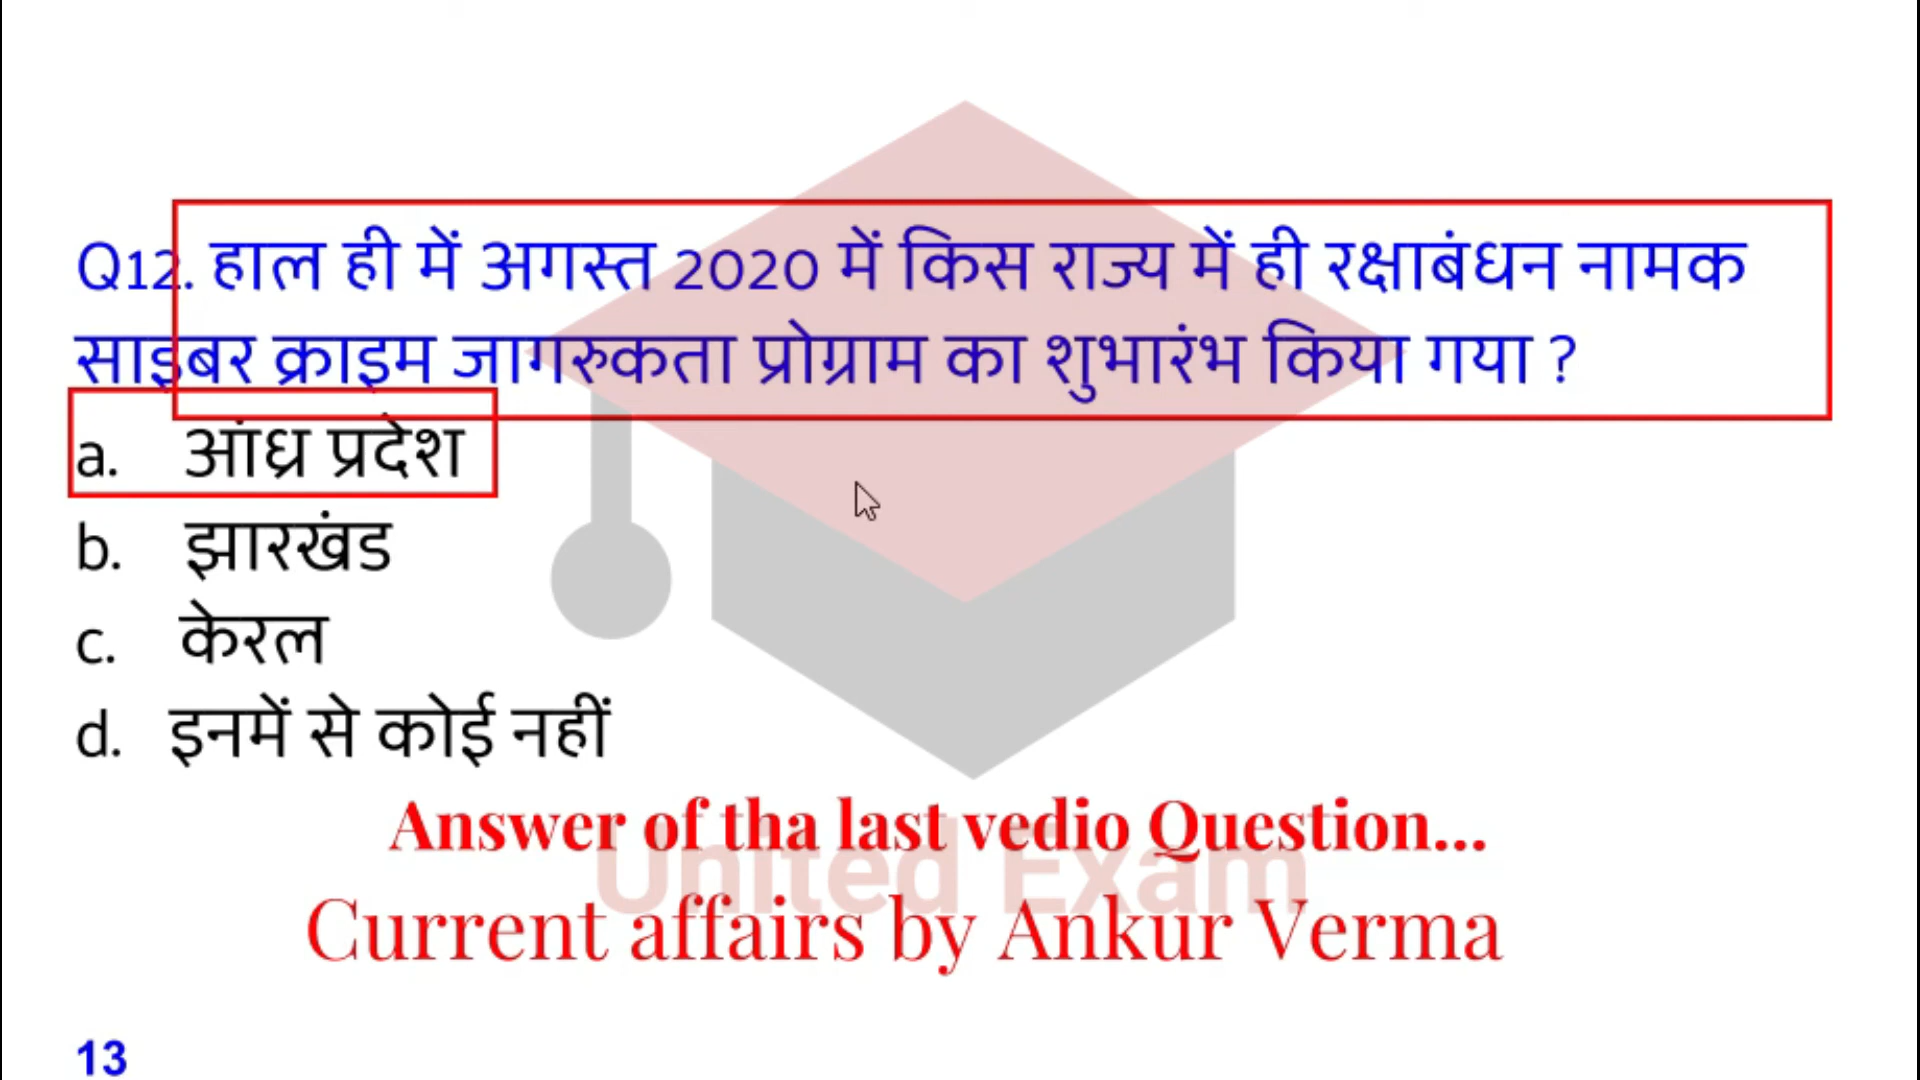 Q12. हाल ही में अगस्त 2020 में किस राज्य में ही रक्षाबंधन नामक
साइबर क्राइम जागरुकता प्रोग्राम का शुभारंभ किया गया ?
a. आंध्र प्रदेश
b. झारखंड
c. केरल
d. इनमें से कोई नहीं
Answer of tha last vedio Question...
United Exam
Current affairs by Ankur Verma
13